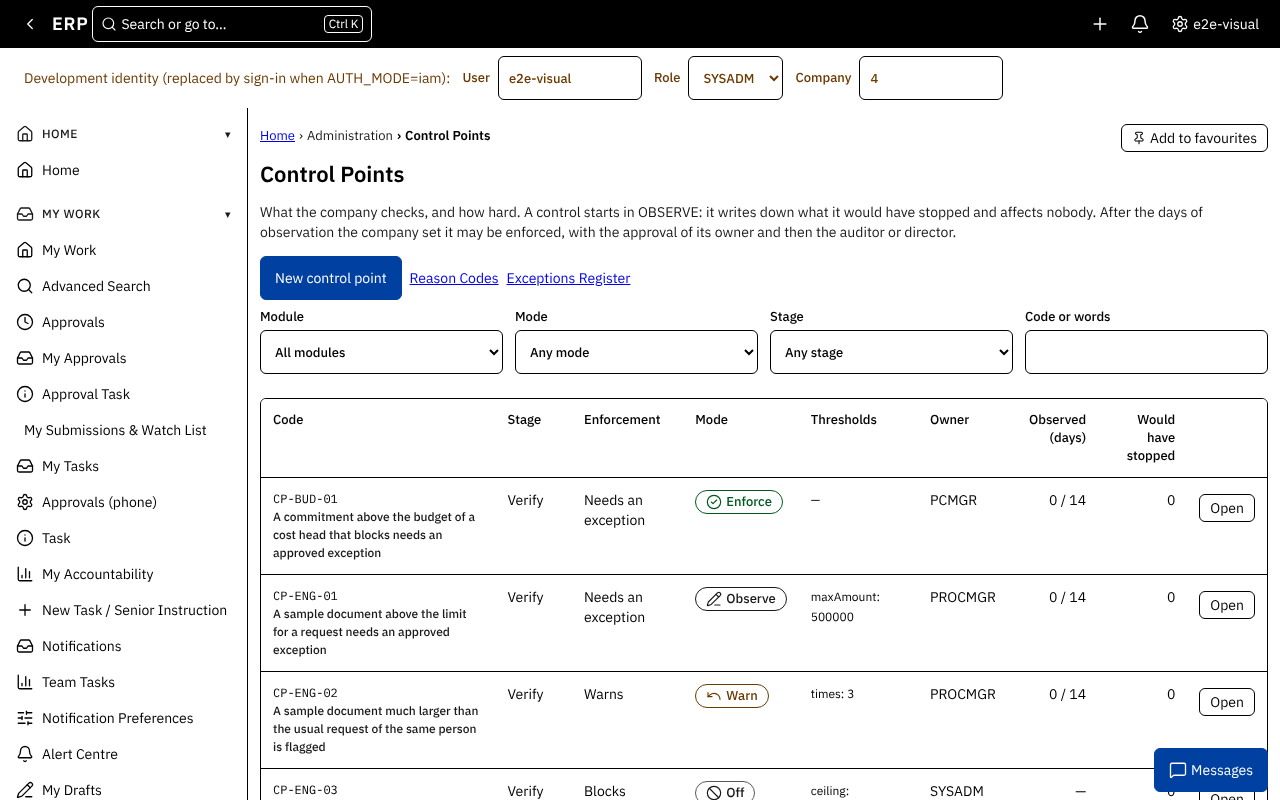 ERP
Search or go to...
Ctrl K
e2e-visual
Development identity (replaced by sign-in when AUTH_MODE=iam):
User
e2e-visual
Role
SYSADM
Company
4
HOME
Home
MY WORK
My Work
Advanced Search
Approvals
My Approvals
Approval Task
My Submissions & Watch List
My Tasks
Approvals (phone)
Task
My Accountability
New Task / Senior Instruction
Notifications
Team Tasks
Notification Preferences
Alert Centre
My Drafts
Home › Administration › Control Points
Add to favourites
Control Points
What the company checks, and how hard. A control starts in OBSERVE: it writes down what it would have stopped and affects nobody. After the days of
observation the company set it may be enforced, with the approval of its owner and then the auditor or director.
New control point
Reason Codes
Exceptions Register
Module
Mode
Stage
Code or words
All modules
Any mode
Any stage
Code
Stage
Enforcement
Mode
Thresholds
Owner
Observed
(days)
Would
have
stopped
CP-BUD-01
A commitment above the budget of a
cost head that blocks needs an
approved exception
Verify
Needs an
exception
Enforce
—
PCMGR
0 / 14
0
Open
CP-ENG-01
A sample document above the limit
for a request needs an approved
exception
Verify
Needs an
exception
Observe
maxAmount:
500000
PROCMGR
0 / 14
0
Open
CP-ENG-02
A sample document much larger than
the usual request of the same person
is flagged
Verify
Warns
Warn
times: 3
PROCMGR
0 / 14
0
Open
CP-ENG-03
Verify
Blocks
Off
ceiling:
SYSADM
—
0
Open
Messages